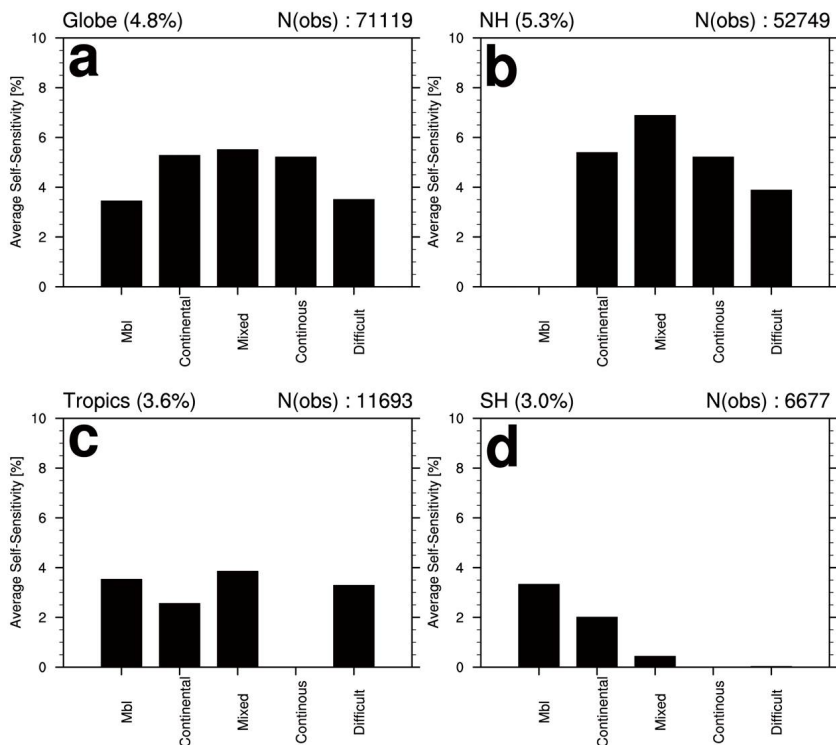 Globe (4.8%) N(obs) : 71119
a
Average Self-Sensitivity [%]
10
8
6
4
2
0
Mbl
Continental
Mixed
Continous
Difficult
NH (5.3%) N(obs) : 52749
b
Average Self-Sensitivity [%]
10
8
6
4
2
0
Mbl
Continental
Mixed
Continous
Difficult
Tropics (3.6%) N(obs) : 11693
c
Average Self-Sensitivity [%]
10
8
6
4
2
0
Mbl
Continental
Mixed
Continous
Difficult
SH (3.0%) N(obs) : 6677
d
Average Self-Sensitivity [%]
10
8
6
4
2
0
Mbl
Continental
Mixed
Continous
Difficult